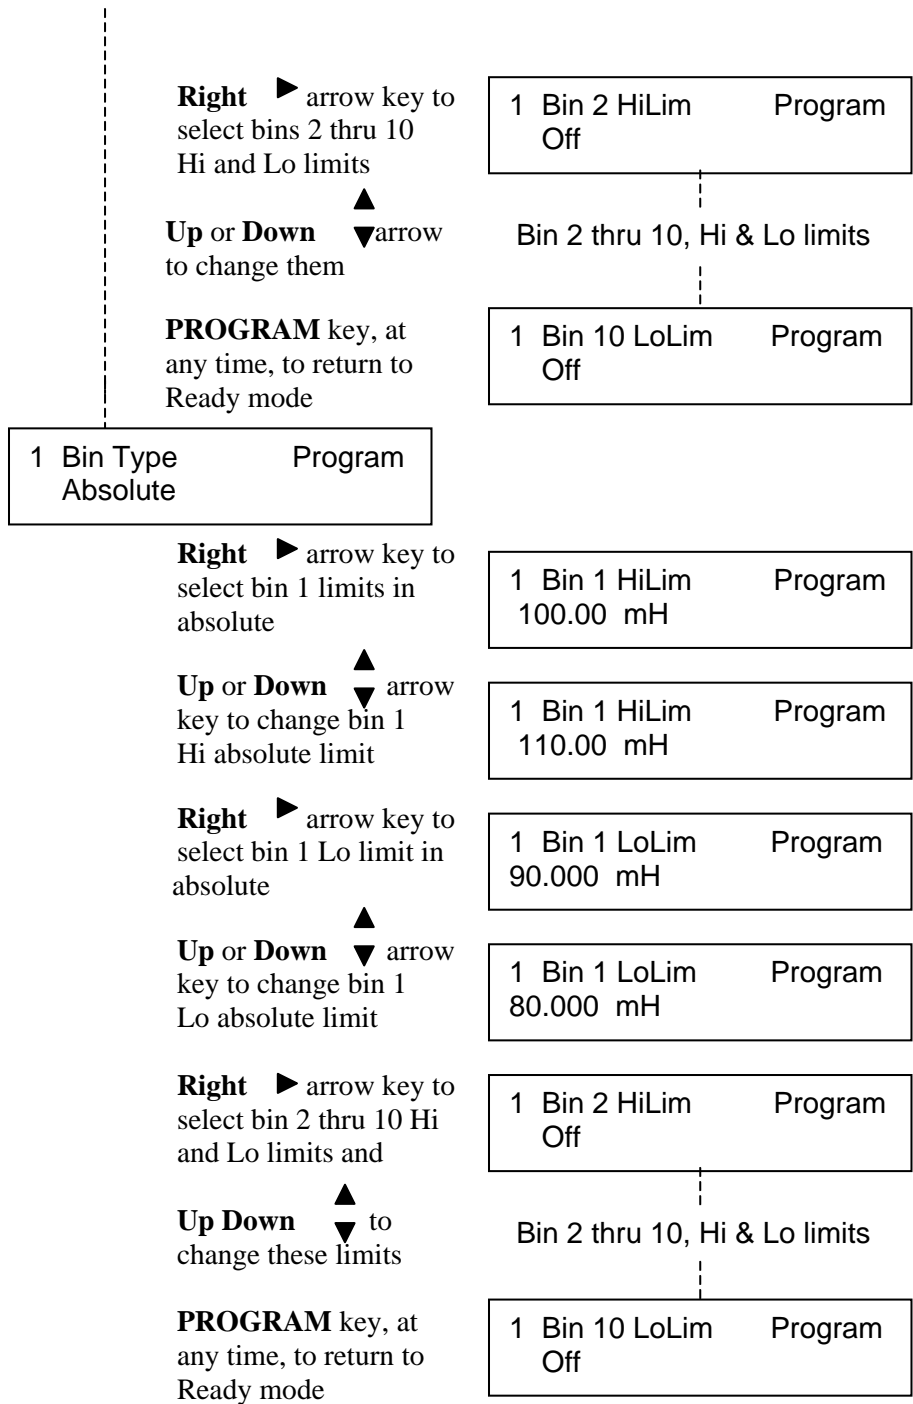 Right ▶ arrow key to
select bins 2 thru 10
Hi and Lo limits
1 Bin 2 HiLim Program
Off
Up or Down ▲▼ arrow
to change them
Bin 2 thru 10, Hi & Lo limits
PROGRAM key, at
any time, to return to
Ready mode
1 Bin 10 LoLim Program
Off
1 Bin Type Program
Absolute
Right ▶ arrow key to
select bin 1 limits in
absolute
1 Bin 1 HiLim Program
100.00 mH
Up or Down ▲▼ arrow
key to change bin 1
Hi absolute limit
1 Bin 1 HiLim Program
110.00 mH
Right ▶ arrow key to
select bin 1 Lo limit in
absolute
1 Bin 1 LoLim Program
90.000 mH
Up or Down ▲▼ arrow
key to change bin 1
Lo absolute limit
1 Bin 1 LoLim Program
80.000 mH
Right ▶ arrow key to
select bin 2 thru 10 Hi
and Lo limits and
1 Bin 2 HiLim Program
Off
Up Down ▲▼ to
change these limits
Bin 2 thru 10, Hi & Lo limits
PROGRAM key, at
any time, to return to
Ready mode
1 Bin 10 LoLim Program
Off